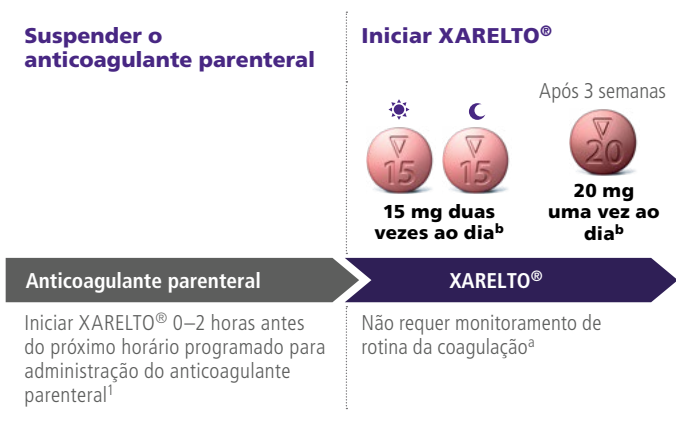 Suspender o
anticoagulante parenteral
Iniciar XARELTO®
Após 3 semanas
15
15
20
15 mg duas
vezes ao diaᵇ
20 mg
uma vez ao
diaᵇ
Anticoagulante parenteral
XARELTO®
Iniciar XARELTO® 0–2 horas antes
do próximo horário programado para
administração do anticoagulante
parenteral¹
Não requer monitoramento de
rotina da coagulaçãoᵃ